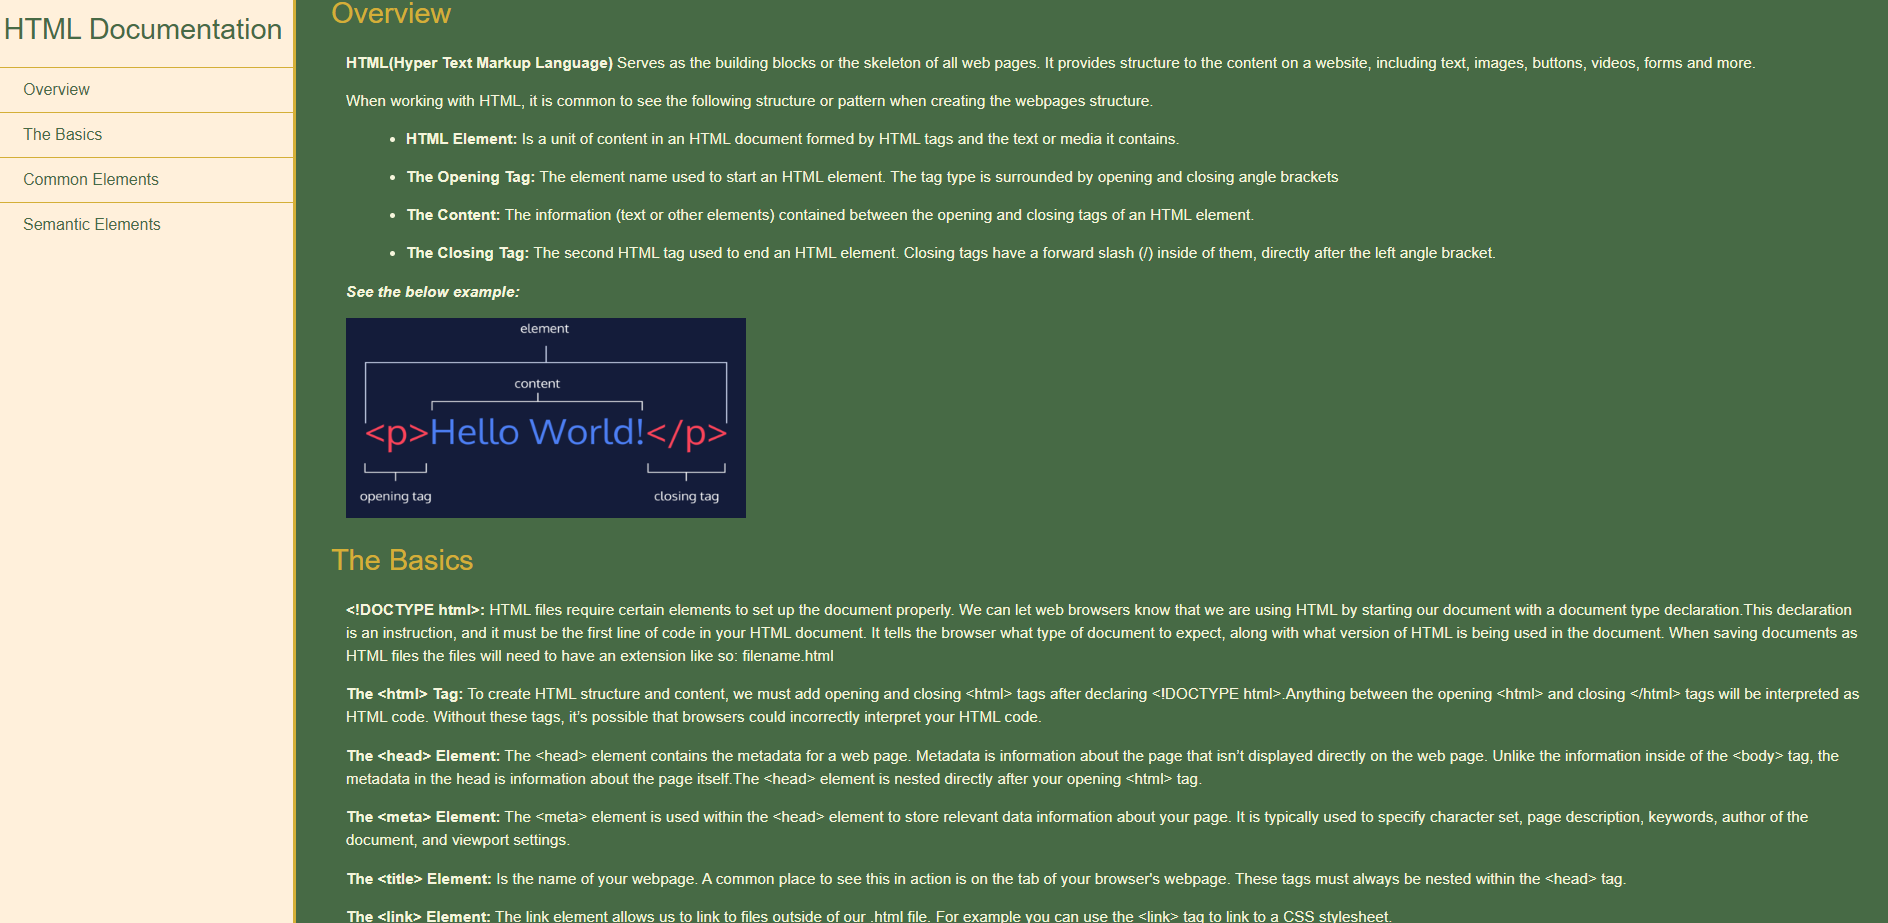 HTML Documentation
Overview
The Basics
Common Elements
Semantic Elements
Overview
HTML(Hyper Text Markup Language) Serves as the building blocks or the skeleton of all web pages. It provides structure to the content on a website, including text, images, buttons, videos, forms and more.
When working with HTML, it is common to see the following structure or pattern when creating the webpages structure.
• HTML Element: Is a unit of content in an HTML document formed by HTML tags and the text or media it contains.
• The Opening Tag: The element name used to start an HTML element. The tag type is surrounded by opening and closing angle brackets
• The Content: The information (text or other elements) contained between the opening and closing tags of an HTML element.
• The Closing Tag: The second HTML tag used to end an HTML element. Closing tags have a forward slash (/) inside of them, directly after the left angle bracket.
See the below example:
element
content
<p>Hello World!</p>
opening tag closing tag
The Basics
<!DOCTYPE html>: HTML files require certain elements to set up the document properly. We can let web browsers know that we are using HTML by starting our document with a document type declaration.This declaration
is an instruction, and it must be the first line of code in your HTML document. It tells the browser what type of document to expect, along with what version of HTML is being used in the document. When saving documents as
HTML files the files will need to have an extension like so: filename.html
The <html> Tag: To create HTML structure and content, we must add opening and closing <html> tags after declaring <!DOCTYPE html>.Anything between the opening <html> and closing </html> tags will be interpreted as
HTML code. Without these tags, it’s possible that browsers could incorrectly interpret your HTML code.
The <head> Element: The <head> element contains the metadata for a web page. Metadata is information about the page that isn’t displayed directly on the web page. Unlike the information inside of the <body> tag, the
metadata in the head is information about the page itself.The <head> element is nested directly after your opening <html> tag.
The <meta> Element: The <meta> element is used within the <head> element to store relevant data information about your page. It is typically used to specify character set, page description, keywords, author of the
document, and viewport settings.
The <title> Element: Is the name of your webpage. A common place to see this in action is on the tab of your browser's webpage. These tags must always be nested within the <head> tag.
The <link> Element: The link element allows us to link to files outside of our .html file. For example you can use the <link> tag to link to a CSS stylesheet.